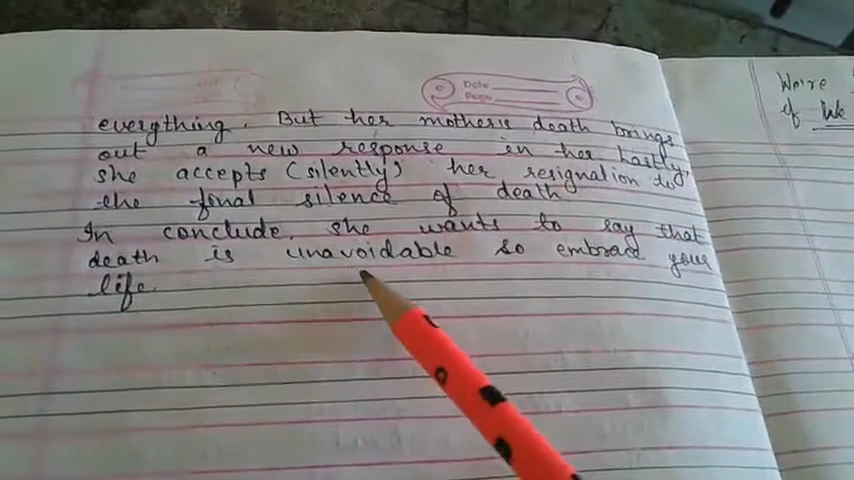 Date
Page
everything. But her mother's death brings
out a new response in her. Lastly,
she accepts (silently) her resignation to
the final silence of death.
In conclude, she wants to say that
death is unavoidable so embrace your
life.
We're
of We